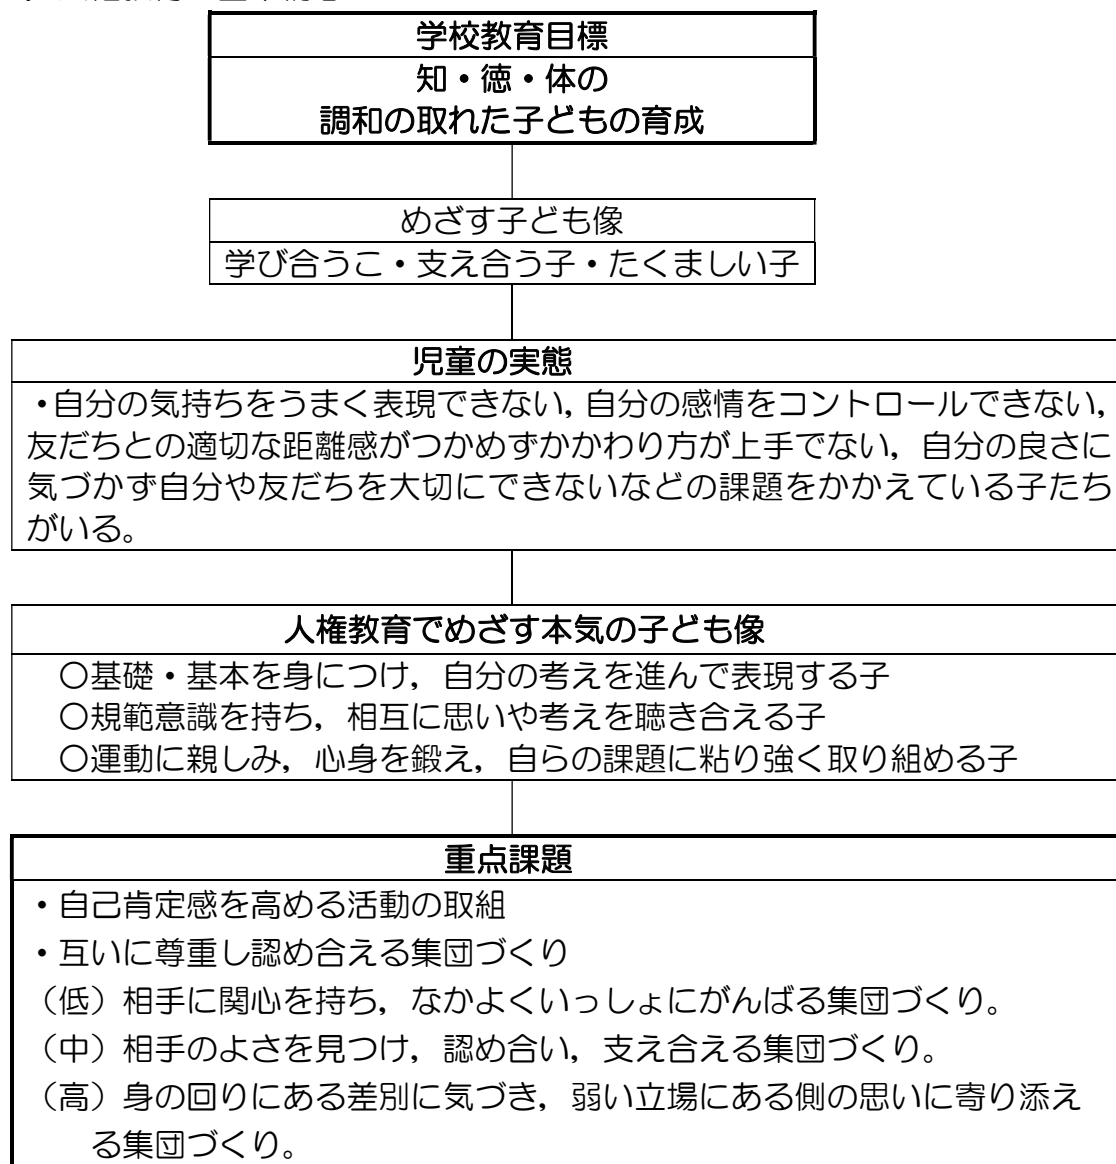 学校教育目標
知・徳・体の
調和の取れた子どもの育成
めざす子ども像
学び合うこ・支え合う子・たくましい子
児童の実態
・自分の気持ちをうまく表現できない，自分の感情をコントロールできない，
友だちとの適切な距離感がつかめずかかわり方が上手でない，自分の良さに
気づかず自分や友だちを大切にできないなどの課題をかかえている子たち
がいる。
人権教育でめざす本気の子ども像
〇基礎・基本を身につけ，自分の考えを進んで表現する子
〇規範意識を持ち，相互に思いや考えを聴き合える子
〇運動に親しみ，心身を鍛え，自らの課題に粘り強く取り組める子
重点課題
・自己肯定感を高める活動の取組
・互いに尊重し認め合える集団づくり
（低）相手に関心を持ち，なかよくいっしょにがんばる集団づくり。
（中）相手のよさを見つけ，認め合い，支え合える集団づくり。
（高）身の回りにある差別に気づき，弱い立場にある側の思いに寄り添え
る集団づくり。